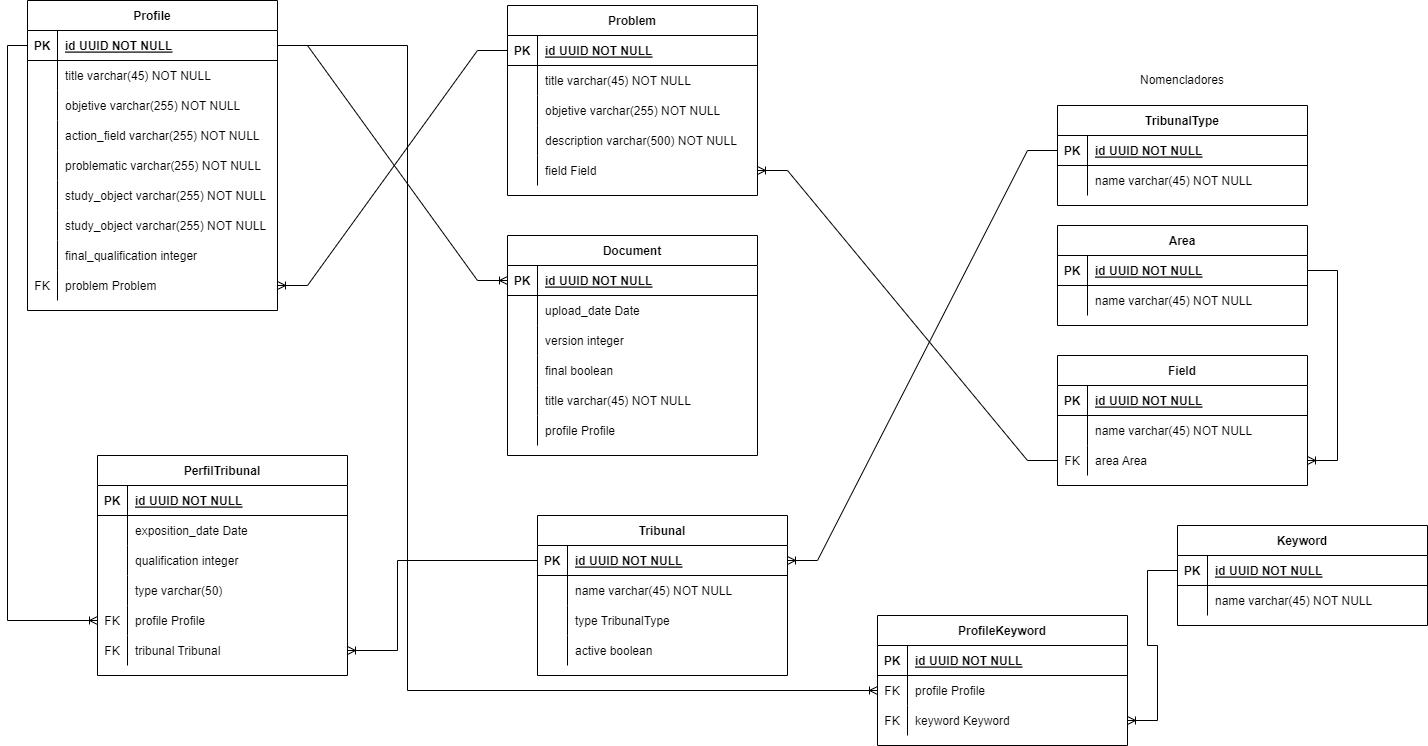 Profile
PK id UUID NOT NULL
title varchar(45) NOT NULL
objetive varchar(255) NOT NULL
action_field varchar(255) NOT NULL
problematic varchar(255) NOT NULL
study_object varchar(255) NOT NULL
study_object varchar(255) NOT NULL
final_qualification integer
FK problem Problem
Problem
PK id UUID NOT NULL
title varchar(45) NOT NULL
objetive varchar(255) NOT NULL
description varchar(500) NOT NULL
field Field
Document
PK id UUID NOT NULL
upload_date Date
version integer
final boolean
title varchar(45) NOT NULL
profile Profile
Nomencladores
TribunalType
PK id UUID NOT NULL
name varchar(45) NOT NULL
Area
PK id UUID NOT NULL
name varchar(45) NOT NULL
Field
PK id UUID NOT NULL
name varchar(45) NOT NULL
FK area Area
PerfilTribunal
PK id UUID NOT NULL
exposition_date Date
qualification integer
type varchar(50)
FK profile Profile
FK tribunal Tribunal
Tribunal
PK id UUID NOT NULL
name varchar(45) NOT NULL
type TribunalType
active boolean
ProfileKeyword
PK id UUID NOT NULL
FK profile Profile
FK keyword Keyword
Keyword
PK id UUID NOT NULL
name varchar(45) NOT NULL